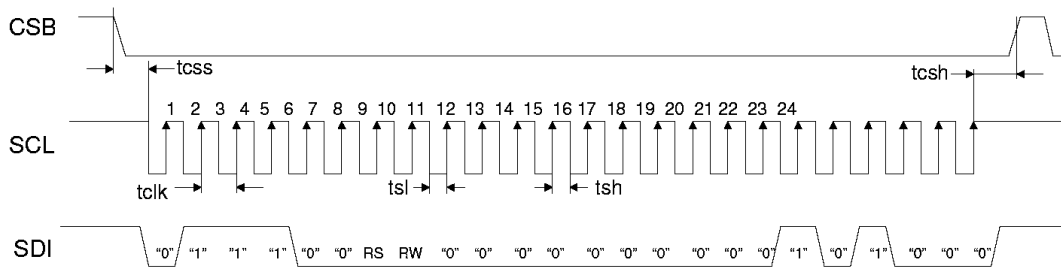 CSB
tcss
tcsh
1 2 3 4 5 6 7 8 9 10 11 12 13 14 15 16 17 18 19 20 21 22 23 24
SCL
tclk
tsl
tsh
SDI
“0” “1” ”1” “1” “0” “0” RS RW “0” “0” “0” “0” “0” “0” “0” “0” “0” “0” “1” “0” “1” “0” “0” “0”